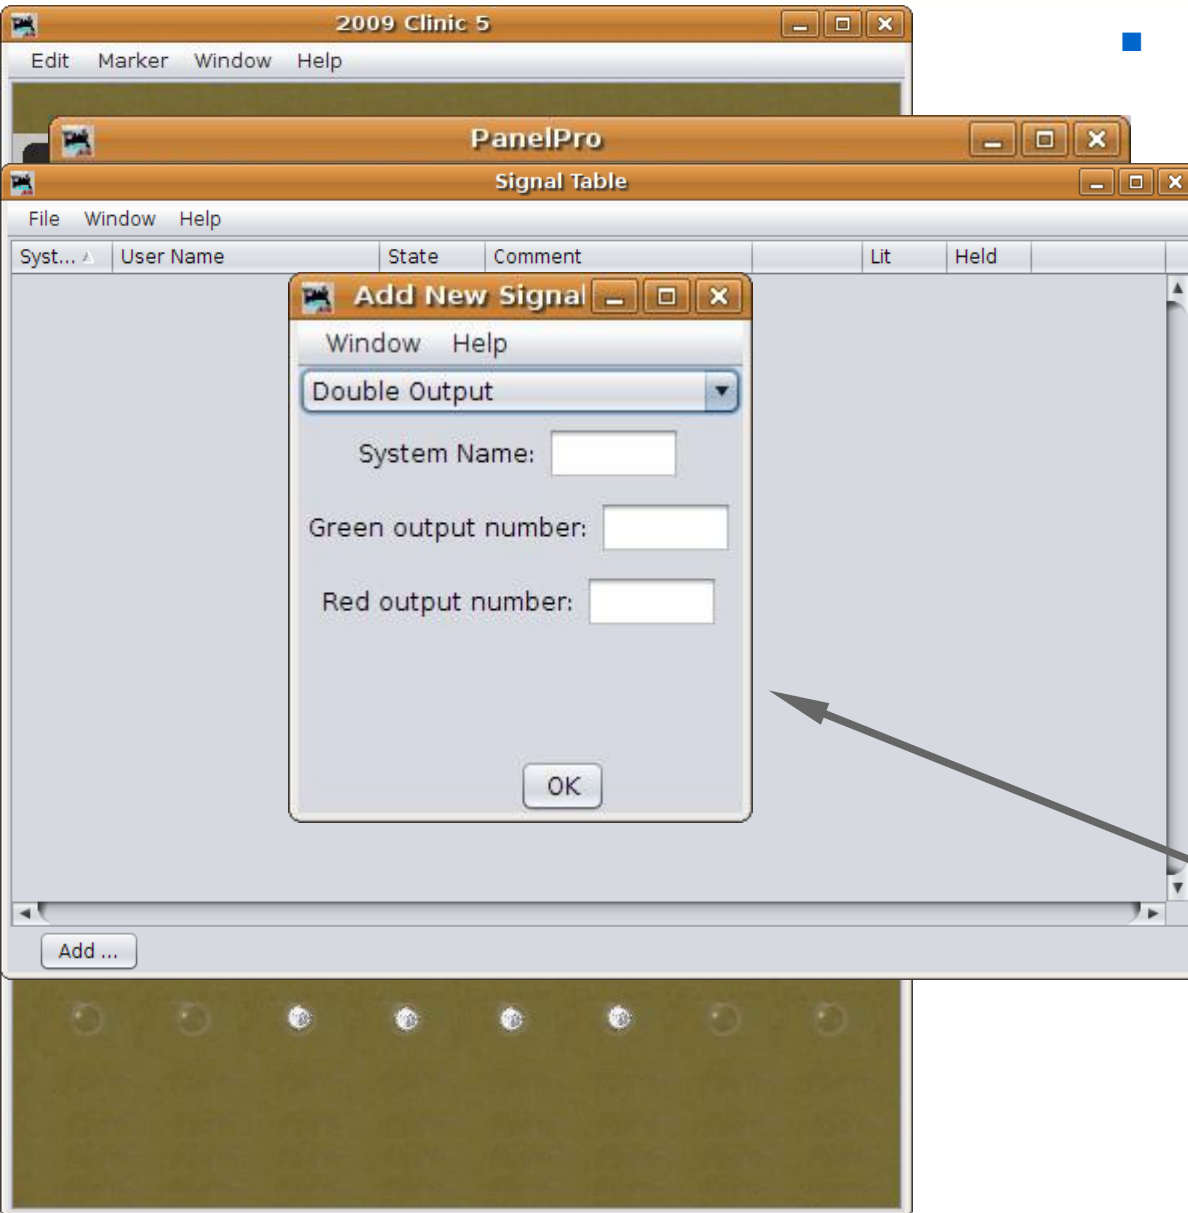 2009 Clinic 5
Edit Marker Window Help
PanelPro
Signal Table
File Window Help
Syst... User Name State Comment Lit Held
Add New Signal
Window Help
Double Output
System Name:
Green output number:
Red output number:
OK
Add ...